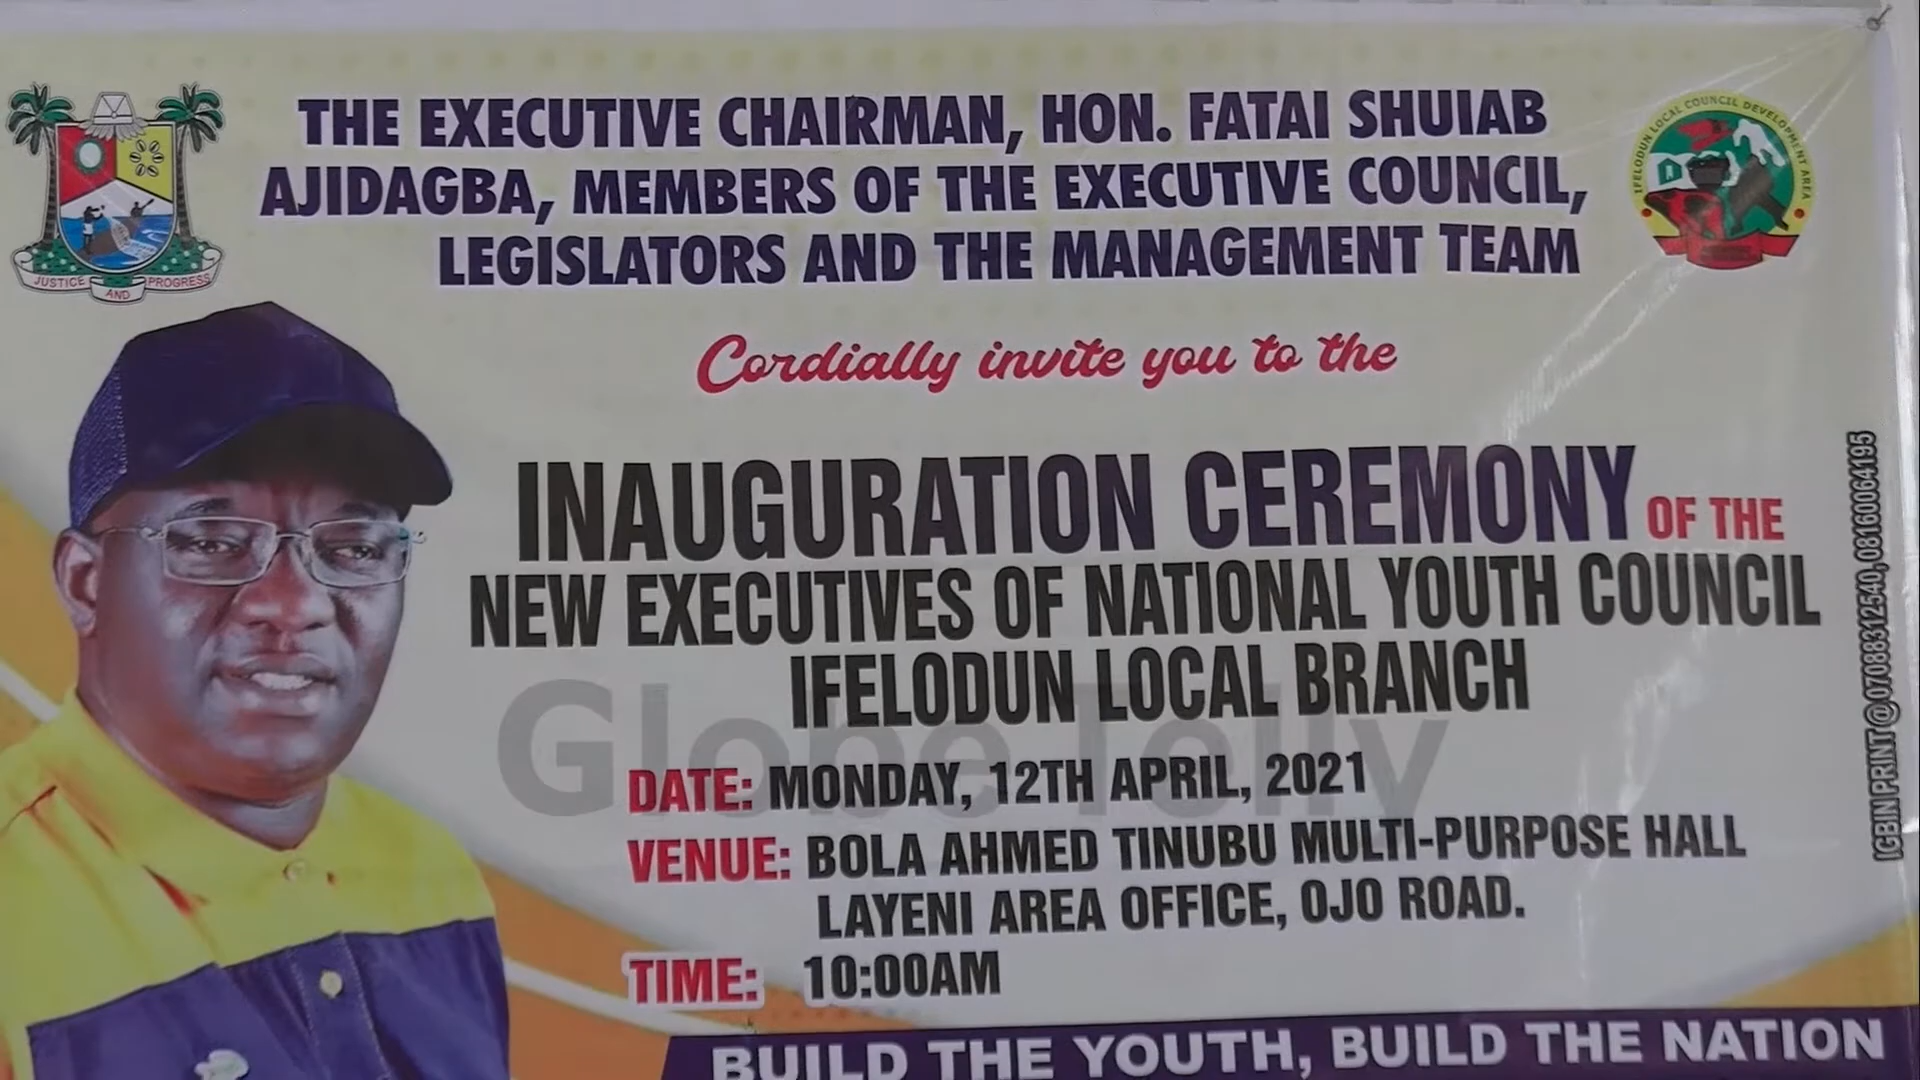 THE EXECUTIVE CHAIRMAN, HON. FATAI SHUIAB
AJIDAGBA, MEMBERS OF THE EXECUTIVE COUNCIL,
LEGISLATORS AND THE MANAGEMENT TEAM
JUSTICE AND PROGRESS
IFELODUN LOCAL COUNCIL DEVELOPMENT AREA
Cordially invite you to the
INAUGURATION CEREMONY OF THE
NEW EXECUTIVES OF NATIONAL YOUTH COUNCIL
IFELODUN LOCAL BRANCH
Globe Tolly
DATE: MONDAY, 12TH APRIL, 2021
VENUE: BOLA AHMED TINUBU MULTI-PURPOSE HALL
LAYENI AREA OFFICE, OJO ROAD.
TIME: 10:00AM
BUILD THE YOUTH, BUILD THE NATION
IGBIN PRINT@07088312540,08160064195